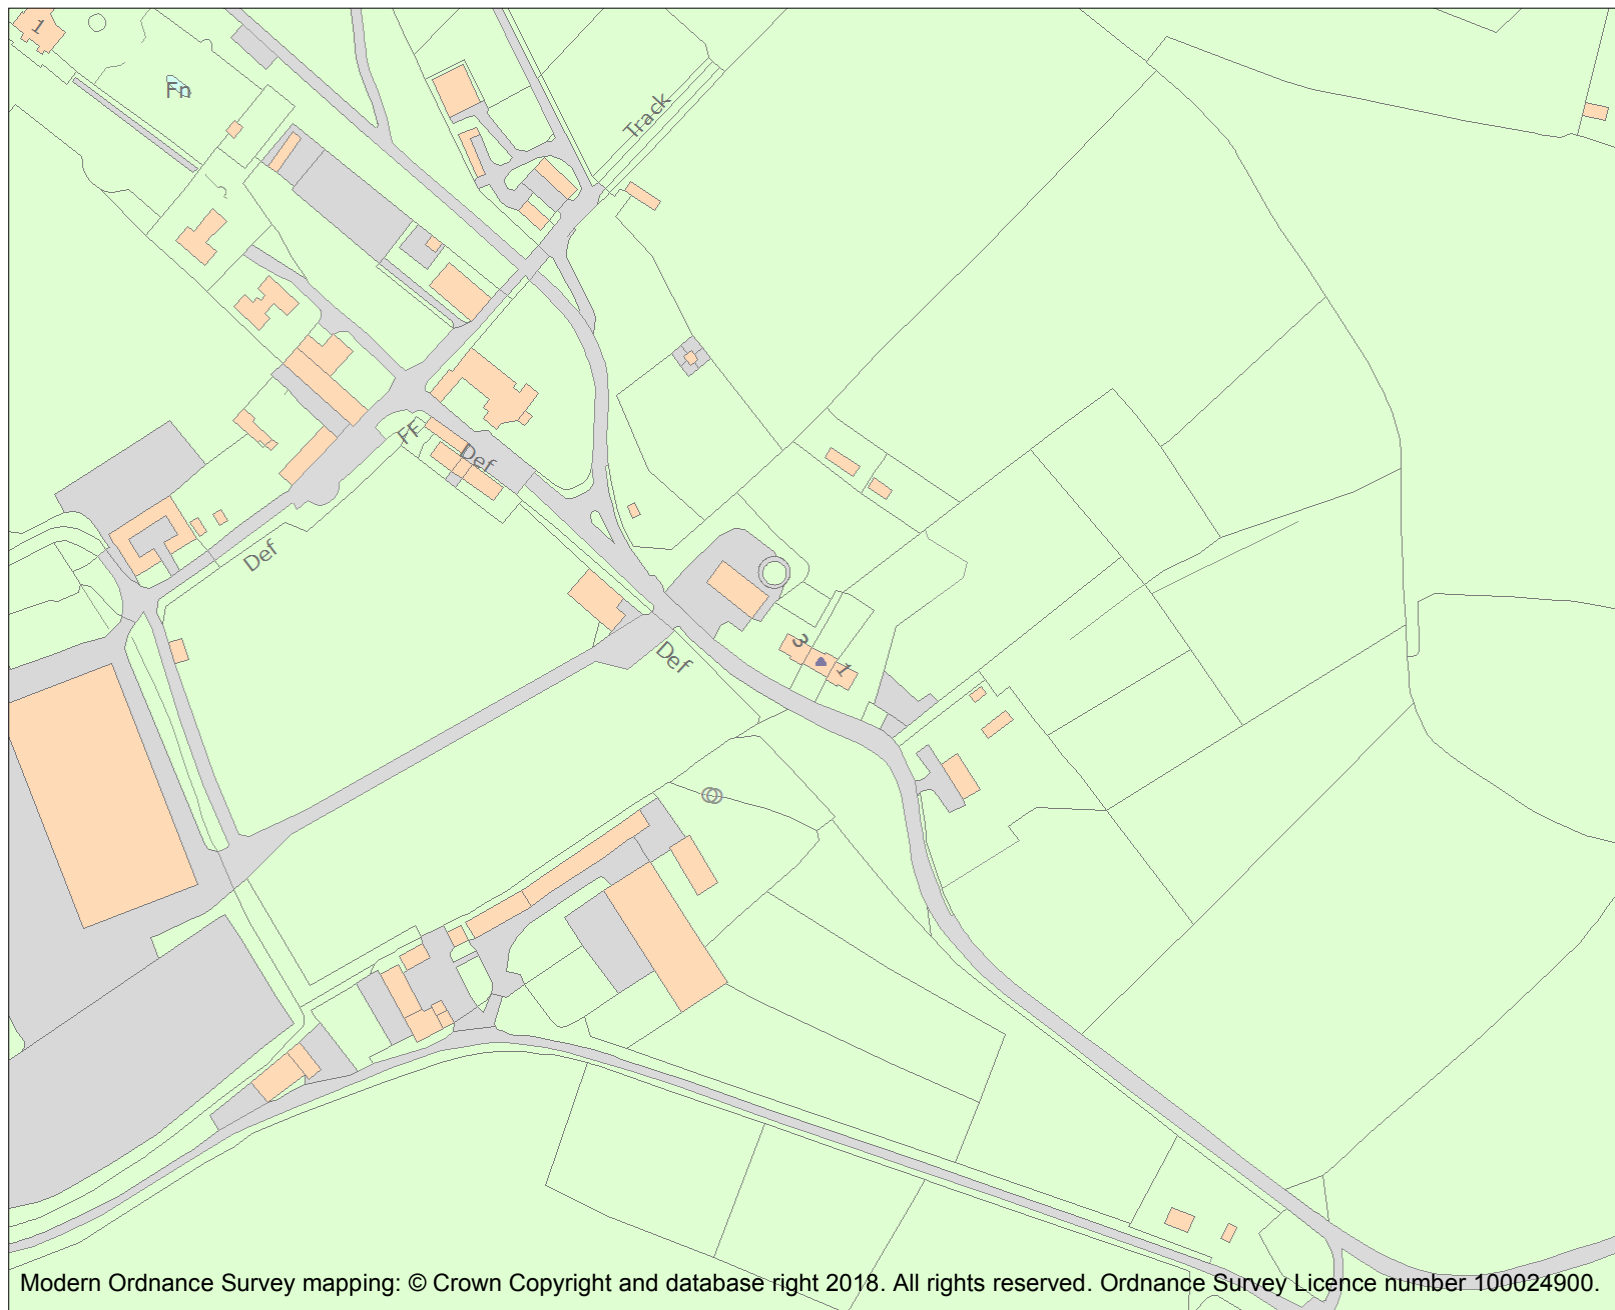 1
Fn
Track
FF
Def
Def
Def
3
1
Modern Ordnance Survey mapping: © Crown Copyright and database right 2018. All rights reserved. Ordnance Survey Licence number 100024900.